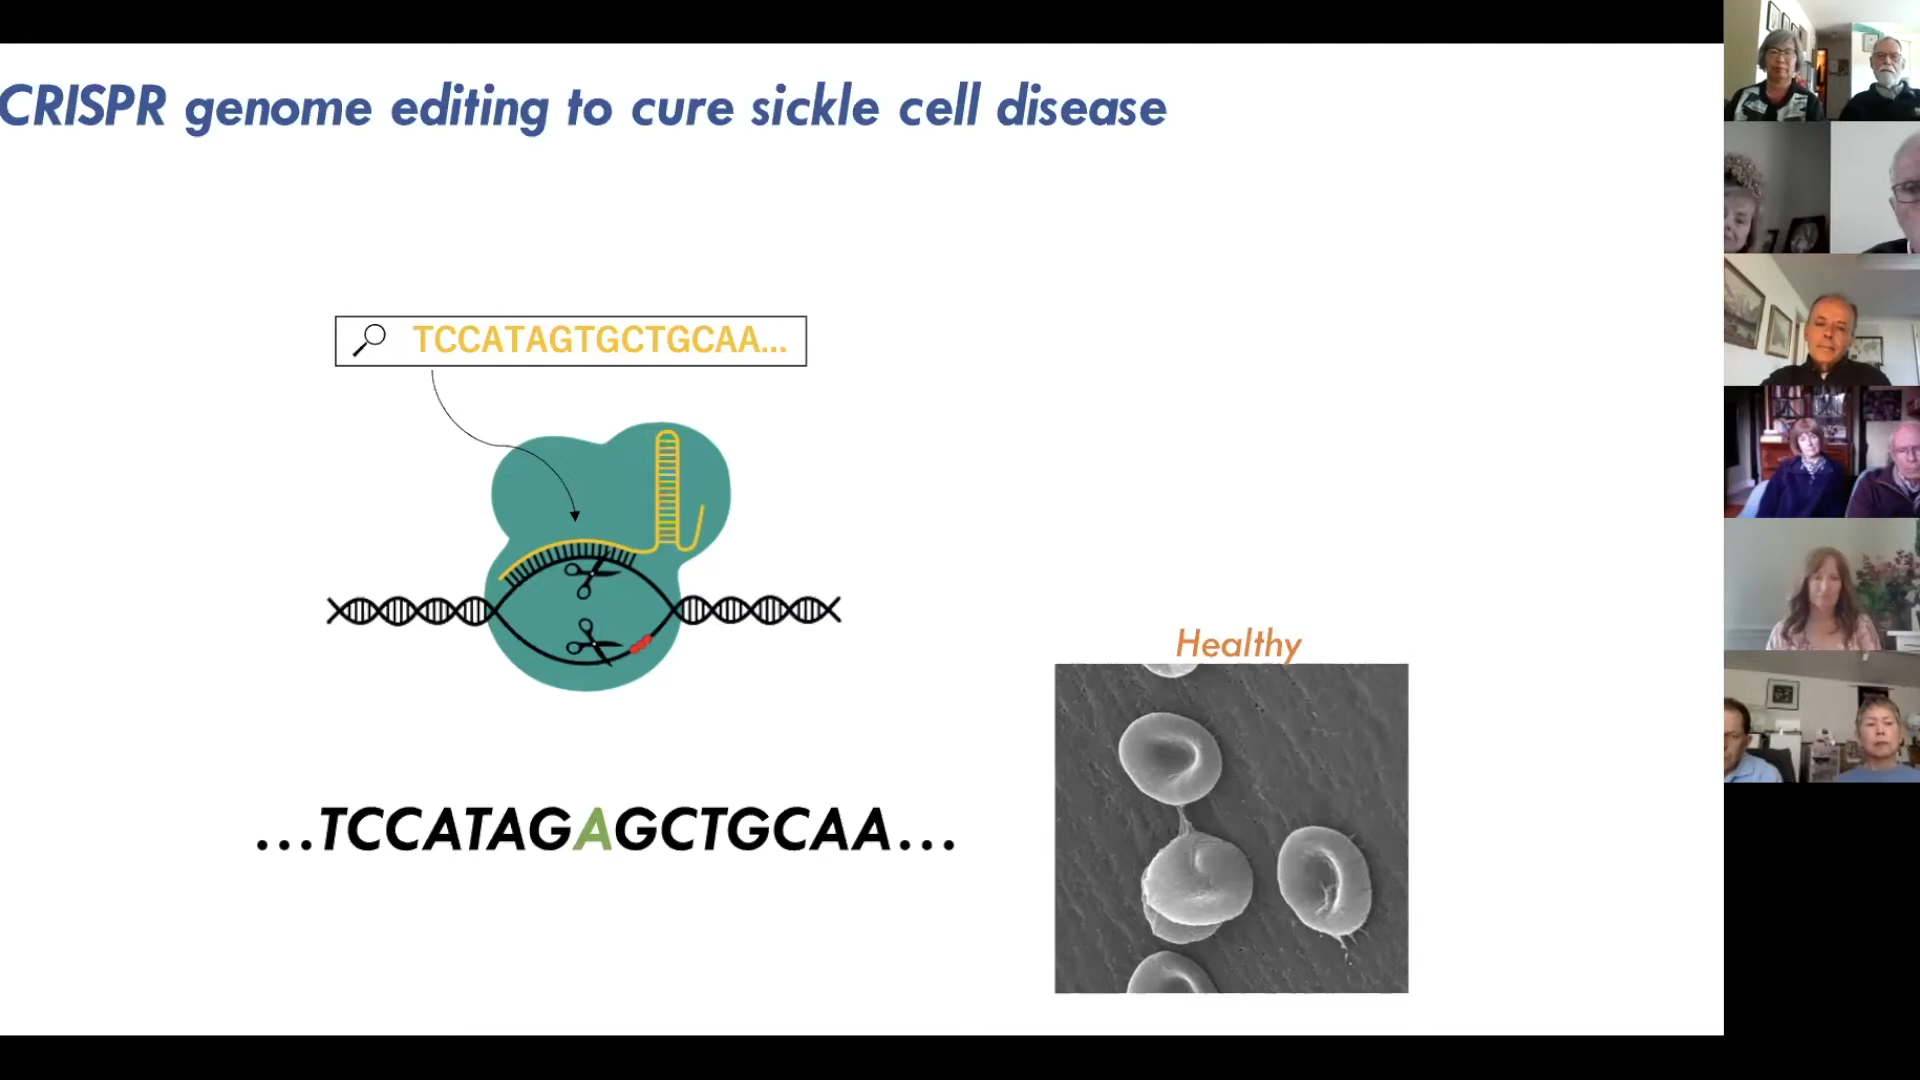 CRISPR genome editing to cure sickle cell disease
TCCATAGTGCTGCAA...
Healthy
...TCCATAGAGCTGCAA...